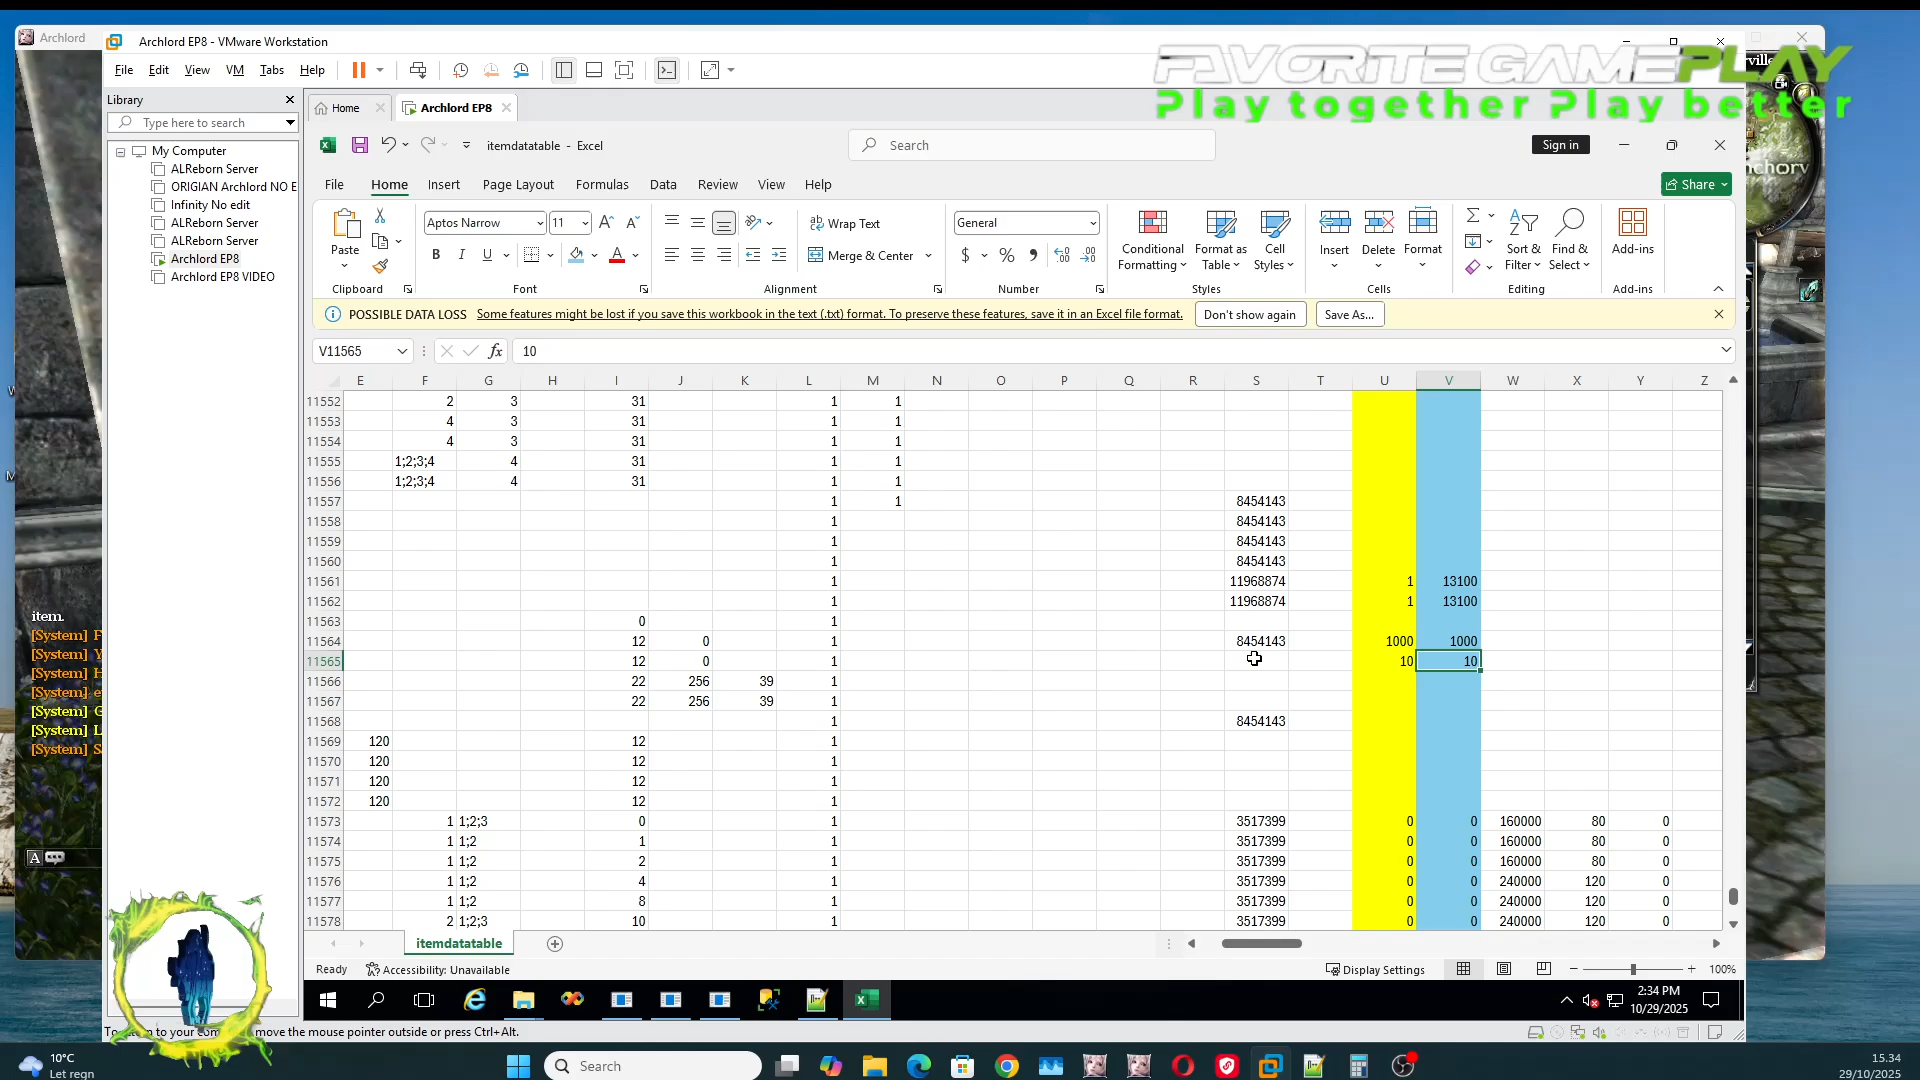 Archlord
Archlord EP8 - VMware Workstation
FAVORITE GAMEPLAY
Play together Play better
File Edit View VM Tabs Help
Library
Home
Archlord EP8
Type here to search
My Computer
ALReborn Server
ORIGIAN Archlord NO E
Infinity No edit
ALReborn Server
ALReborn Server
Archlord EP8
Archlord EP8 VIDEO
itemdatatable - Excel
Search
Sign in
File Home Insert Page Layout Formulas Data Review View Help
Share
Paste
Clipboard
Aptos Narrow 11
B I U
Font
Wrap Text
Merge & Center
Alignment
General
Number
Conditional Formatting
Format as Table
Cell Styles
Styles
Insert
Delete
Format
Cells
Sort & Filter
Find & Select
Editing
Add-ins
Add-ins
POSSIBLE DATA LOSS Some features might be lost if you save this workbook in the text (.txt) format. To preserve these features, save it in an Excel file format. Don't show again Save As...
V11565 fx 10
E F G H I J K L M N O P Q R S T U V W X Y Z
11552 2 3 31 1 1
11553 4 3 31 1 1
11554 4 3 31 1 1
11555 1;2;3;4 4 31 1 1
11556 1;2;3;4 4 31 1 1
11557 1 1 8454143
11558 1 8454143
11559 1 8454143
11560 1 8454143
11561 1 11968874 1 13100
11562 1 11968874 1 13100
11563 0 1
11564 12 0 1 8454143 1000 1000
11565 12 0 1 10 10
11566 22 256 39 1
11567 22 256 39 1
11568 1 8454143
11569 120 12 1
11570 120 12 1
11571 120 12 1
11572 120 12 1
11573 1 1;2;3 0 1 3517399 0 0 160000 80 0
11574 1 1;2 1 1 3517399 0 0 160000 80 0
11575 1 1;2 2 1 3517399 0 0 160000 80 0
11576 1 1;2 4 1 3517399 0 0 240000 120 0
11577 1 1;2 8 1 3517399 0 0 240000 120 0
11578 2 1;2;3 10 1 3517399 0 0 240000 120 0
itemdatatable
Ready Accessibility: Unavailable Display Settings 100%
2:34 PM
10/29/2025
move the mouse pointer outside or press Ctrl+Alt.
item.
[System] F
[System] Y
[System] H
[System] e
[System] G
[System] L
[System] S
A
10°C
Let regn
Search
15.34
29/10/2025